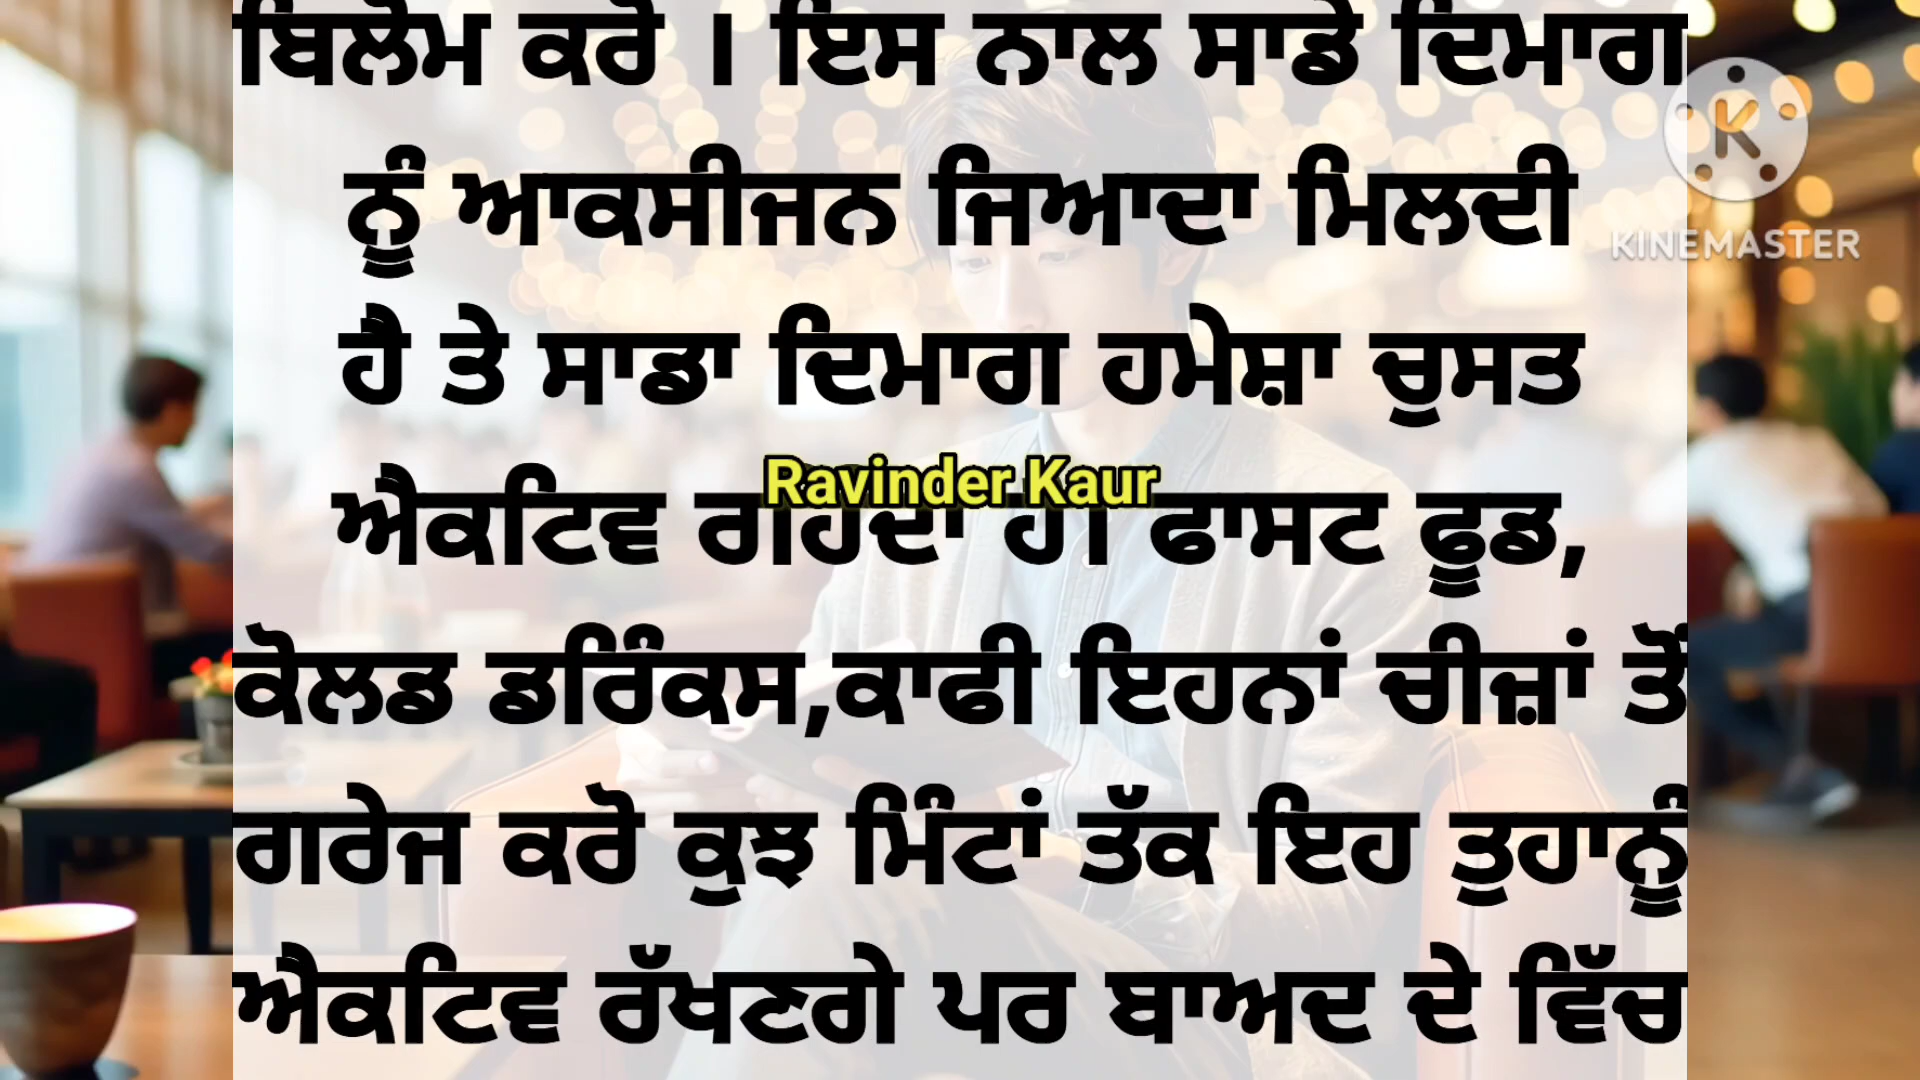 ਬਿਲੋਮ ਕਰੋ । ਇਸ ਨਾਲ ਸਾਡੇ ਦਿਮਾਗ
ਨੂੰ ਆਕਸੀਜਨ ਜਿਆਦਾ ਮਿਲਦੀ
ਹੈ ਤੇ ਸਾਡਾ ਦਿਮਾਗ ਹਮੇਸ਼ਾ ਚੁਸਤ
Ravinder Kaur
ਐਕਟਿਵ ਰਹਿੰਦਾ ਹੈ। ਫਾਸਟ ਫੂਡ,
ਕੋਲਡ ਡਰਿੰਕਸ,ਕਾਫੀ ਇਹਨਾਂ ਚੀਜ਼ਾਂ ਤੋਂ
ਗਰੇਜ ਕਰੋ ਕੁਝ ਮਿੰਟਾਂ ਤੱਕ ਇਹ ਤੁਹਾਨੂੰ
ਐਕਟਿਵ ਰੱਖਣਗੇ ਪਰ ਬਾਅਦ ਦੇ ਵਿੱਚ
K
KINEMASTER